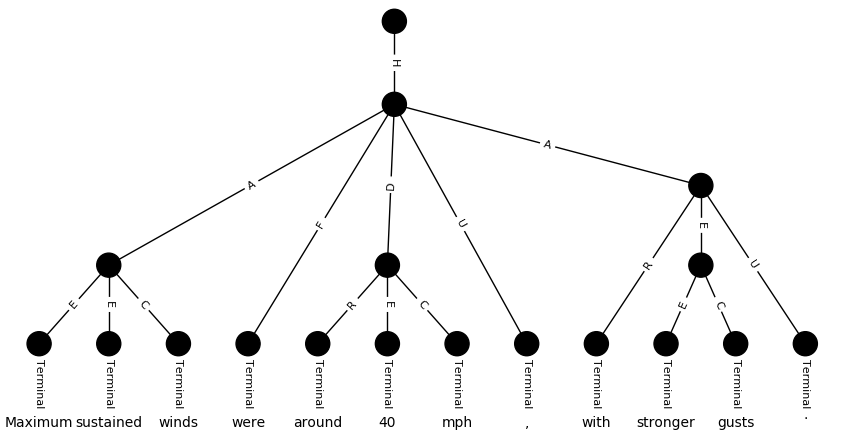 H
A F D U A
E E C R E C R E U
E C
Terminal Terminal Terminal Terminal Terminal Terminal Terminal Terminal Terminal Terminal Terminal Terminal
Maximum sustained winds were around 40 mph , with stronger gusts .